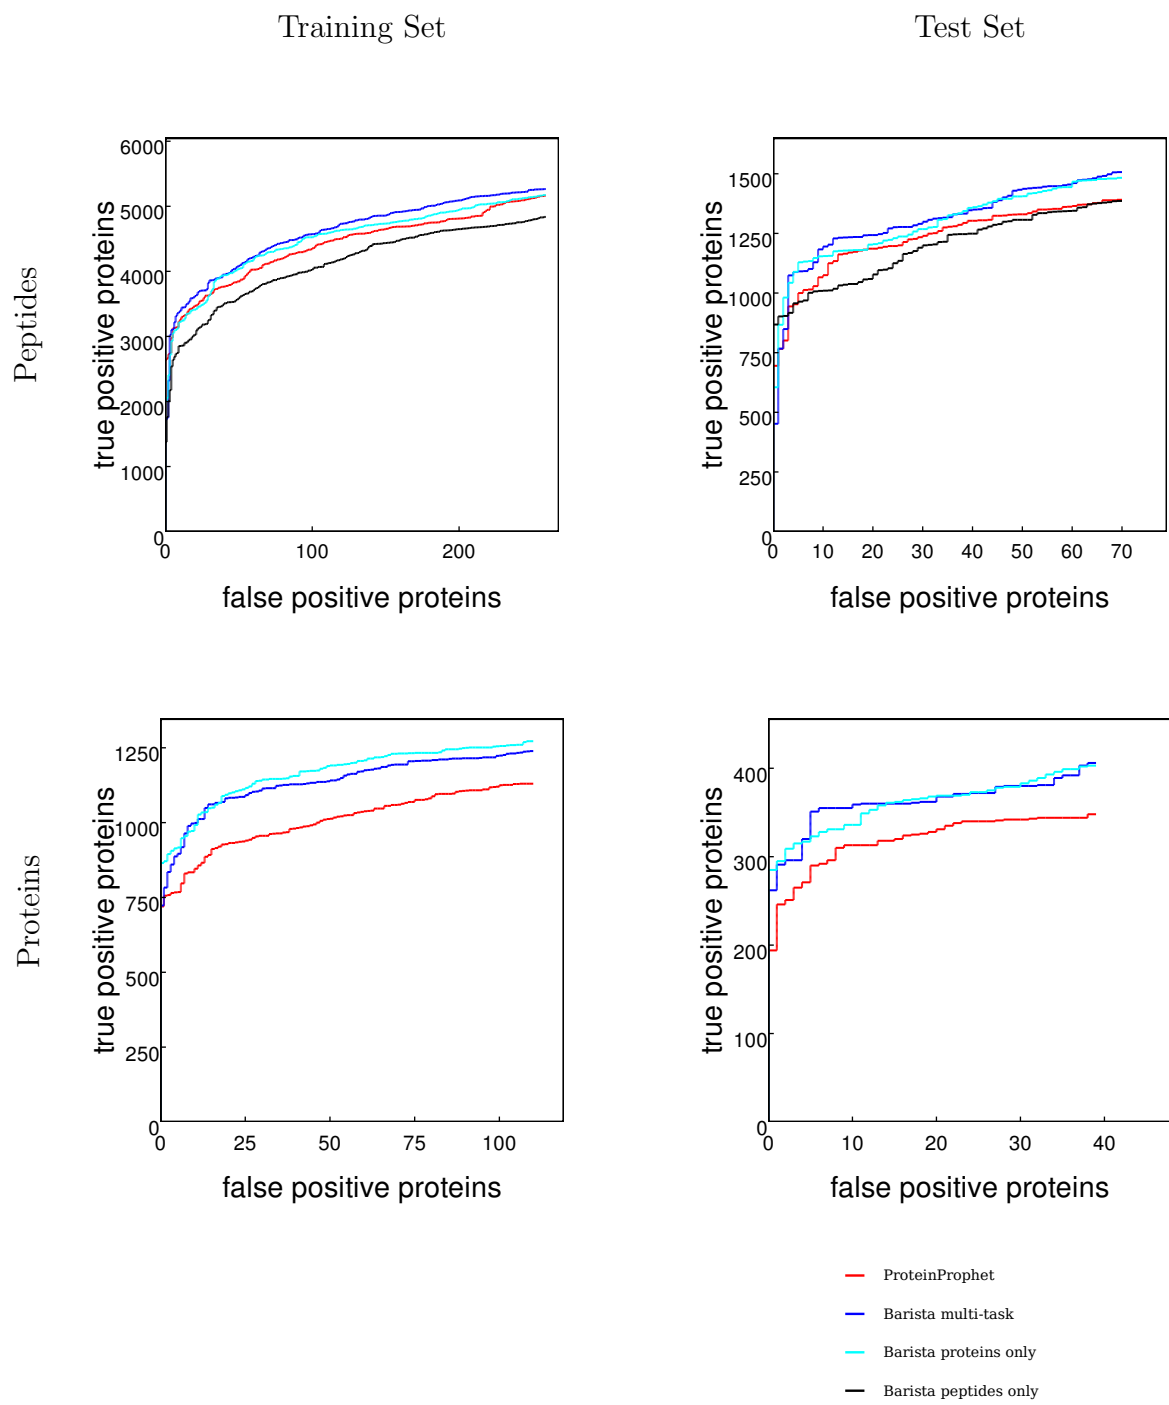 Training Set
Test Set
Peptides
true positive proteins
6000
5000
4000
3000
2000
1000
0
0 100 200
false positive proteins
true positive proteins
1500
1250
1000
750
500
250
0
0 10 20 30 40 50 60 70
false positive proteins
Proteins
true positive proteins
1250
1000
750
500
250
0
0 25 50 75 100
false positive proteins
true positive proteins
400
300
200
100
0
0 10 20 30 40
false positive proteins
ProteinProphet
Barista multi-task
Barista proteins only
Barista peptides only